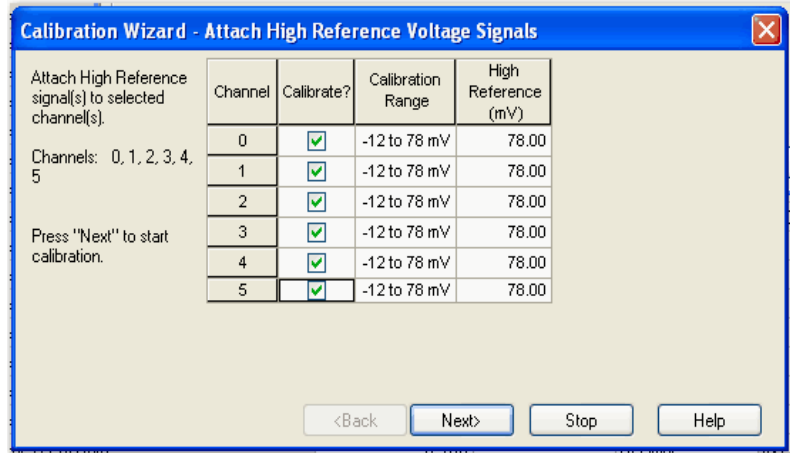 Calibration Wizard - Attach High Reference Voltage Signals
Attach High Reference
signal(s) to selected
channel(s).
Channels: 0, 1, 2, 3, 4,
5
Press "Next" to start
calibration.
Channel Calibrate? Calibration Range High Reference (mV)
0 -12 to 78 mV 78.00
1 -12 to 78 mV 78.00
2 -12 to 78 mV 78.00
3 -12 to 78 mV 78.00
4 -12 to 78 mV 78.00
5 -12 to 78 mV 78.00
<Back Next> Stop Help